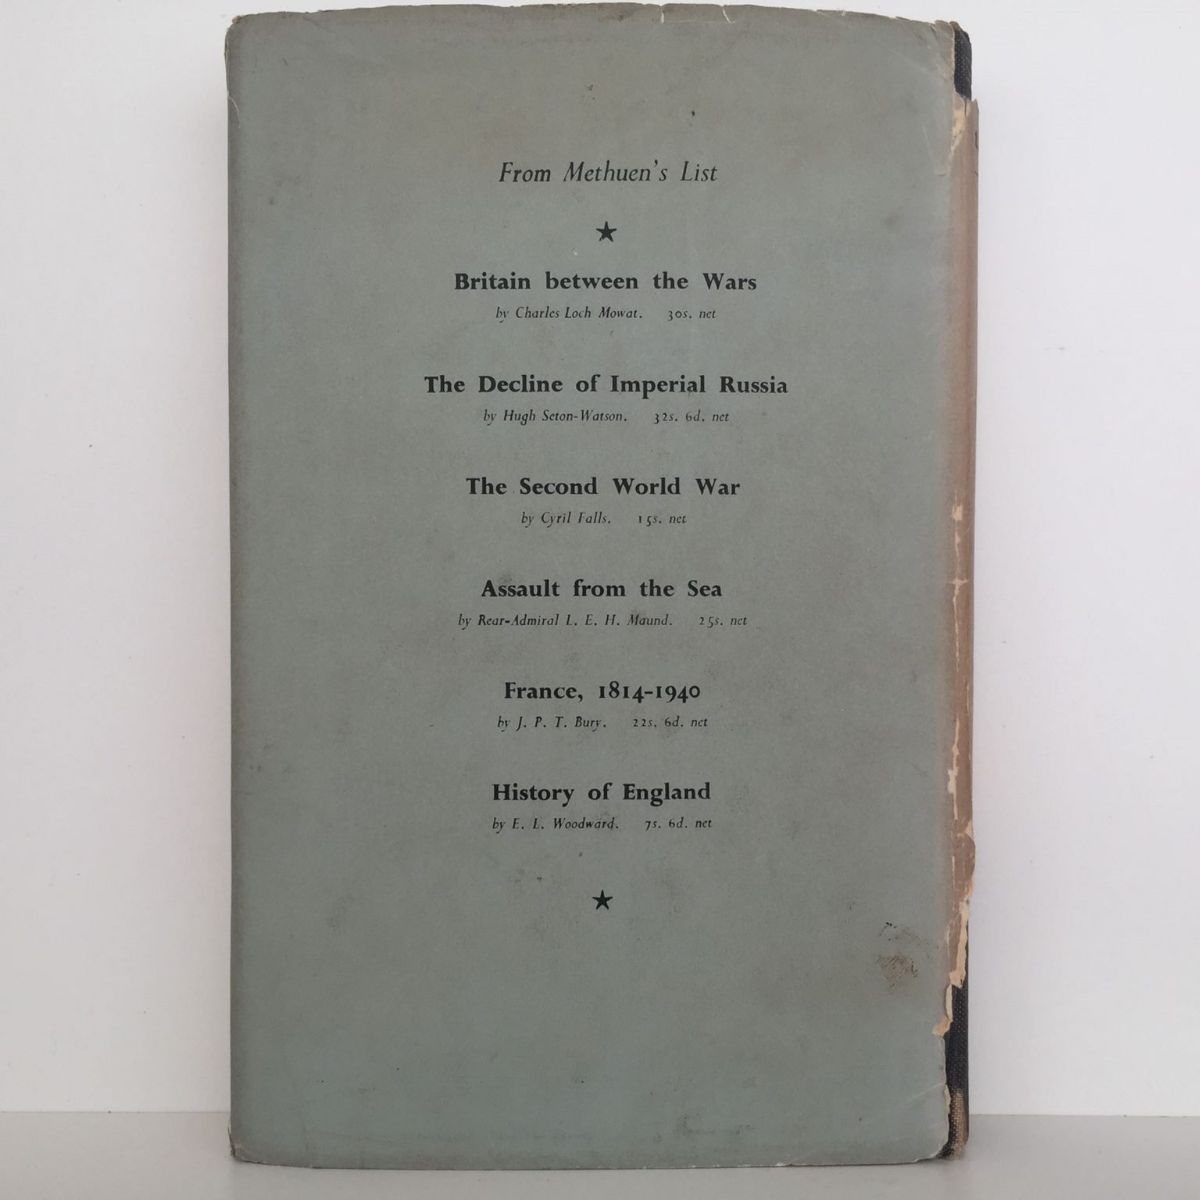 From Methuen's List
★
Britain between the Wars
by Charles Loch Mowat. 30s. net
The Decline of Imperial Russia
by Hugh Seton-Watson. 32s. 6d. net
The Second World War
by Cyril Falls. 15s. net
Assault from the Sea
by Rear-Admiral L. E. H. Maund. 25s. net
France, 1814-1940
by J. P. T. Bury. 22s. 6d. net
History of England
by E. L. Woodward. 7s. 6d. net
★